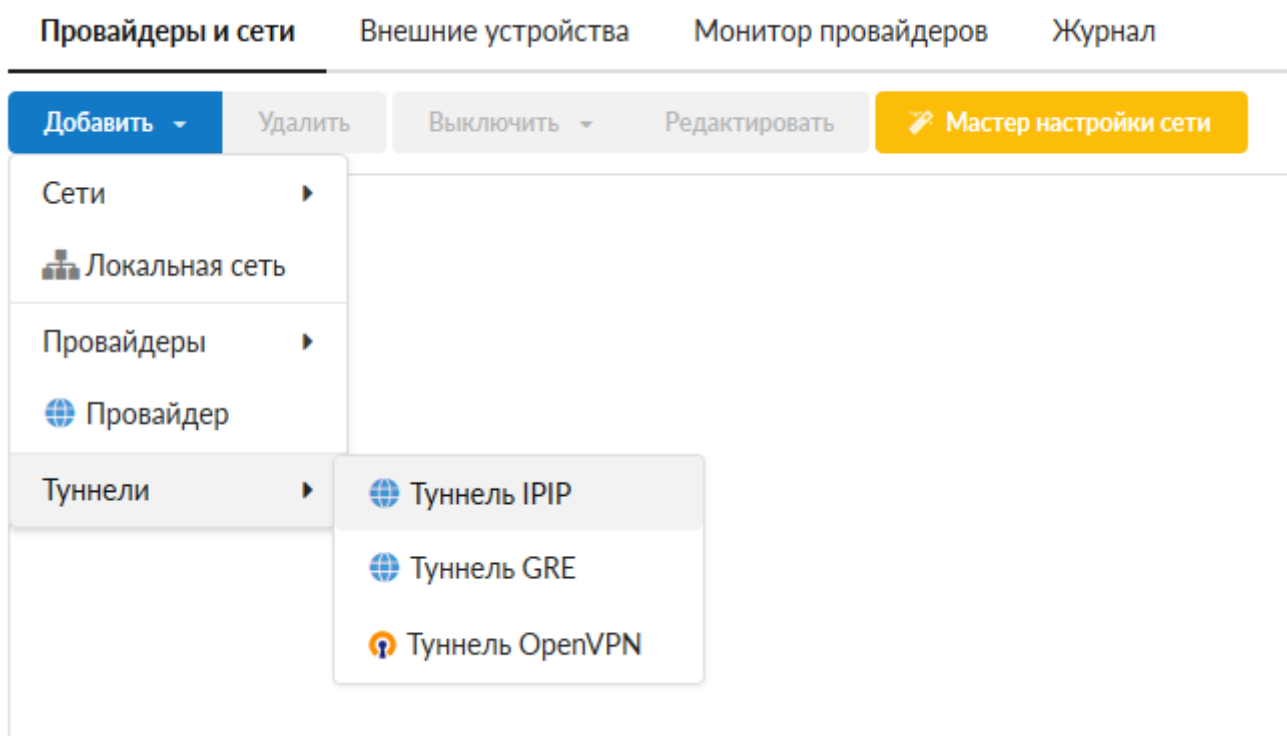 Провайдеры и сети Внешние устройства Монитор провайдеров Журнал
Добавить Удалить Выключить Редактировать Мастер настройки сети
Сети
Локальная сеть
Провайдеры
Провайдер
Туннели
Туннель IPIP
Туннель GRE
Туннель OpenVPN